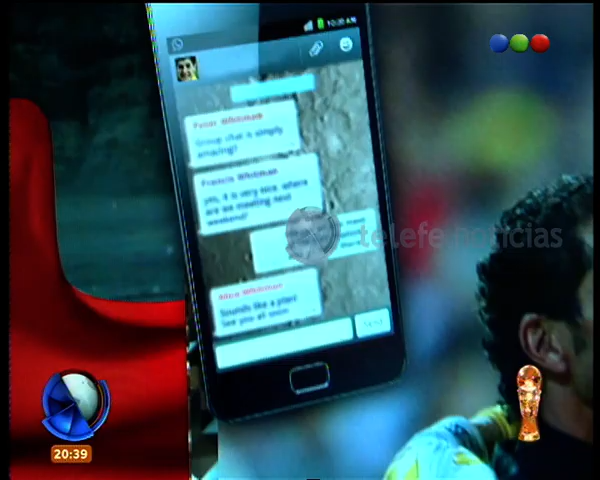 10:20 AM
Peter Whitman
Group chat is simply
amazing!
Francis Whitman
yes, it is very nice. where
are we meeting next
weekend?
telefe noticias
Alice Whitman
Sounds like a plan!
See you all soon
Send
20:39